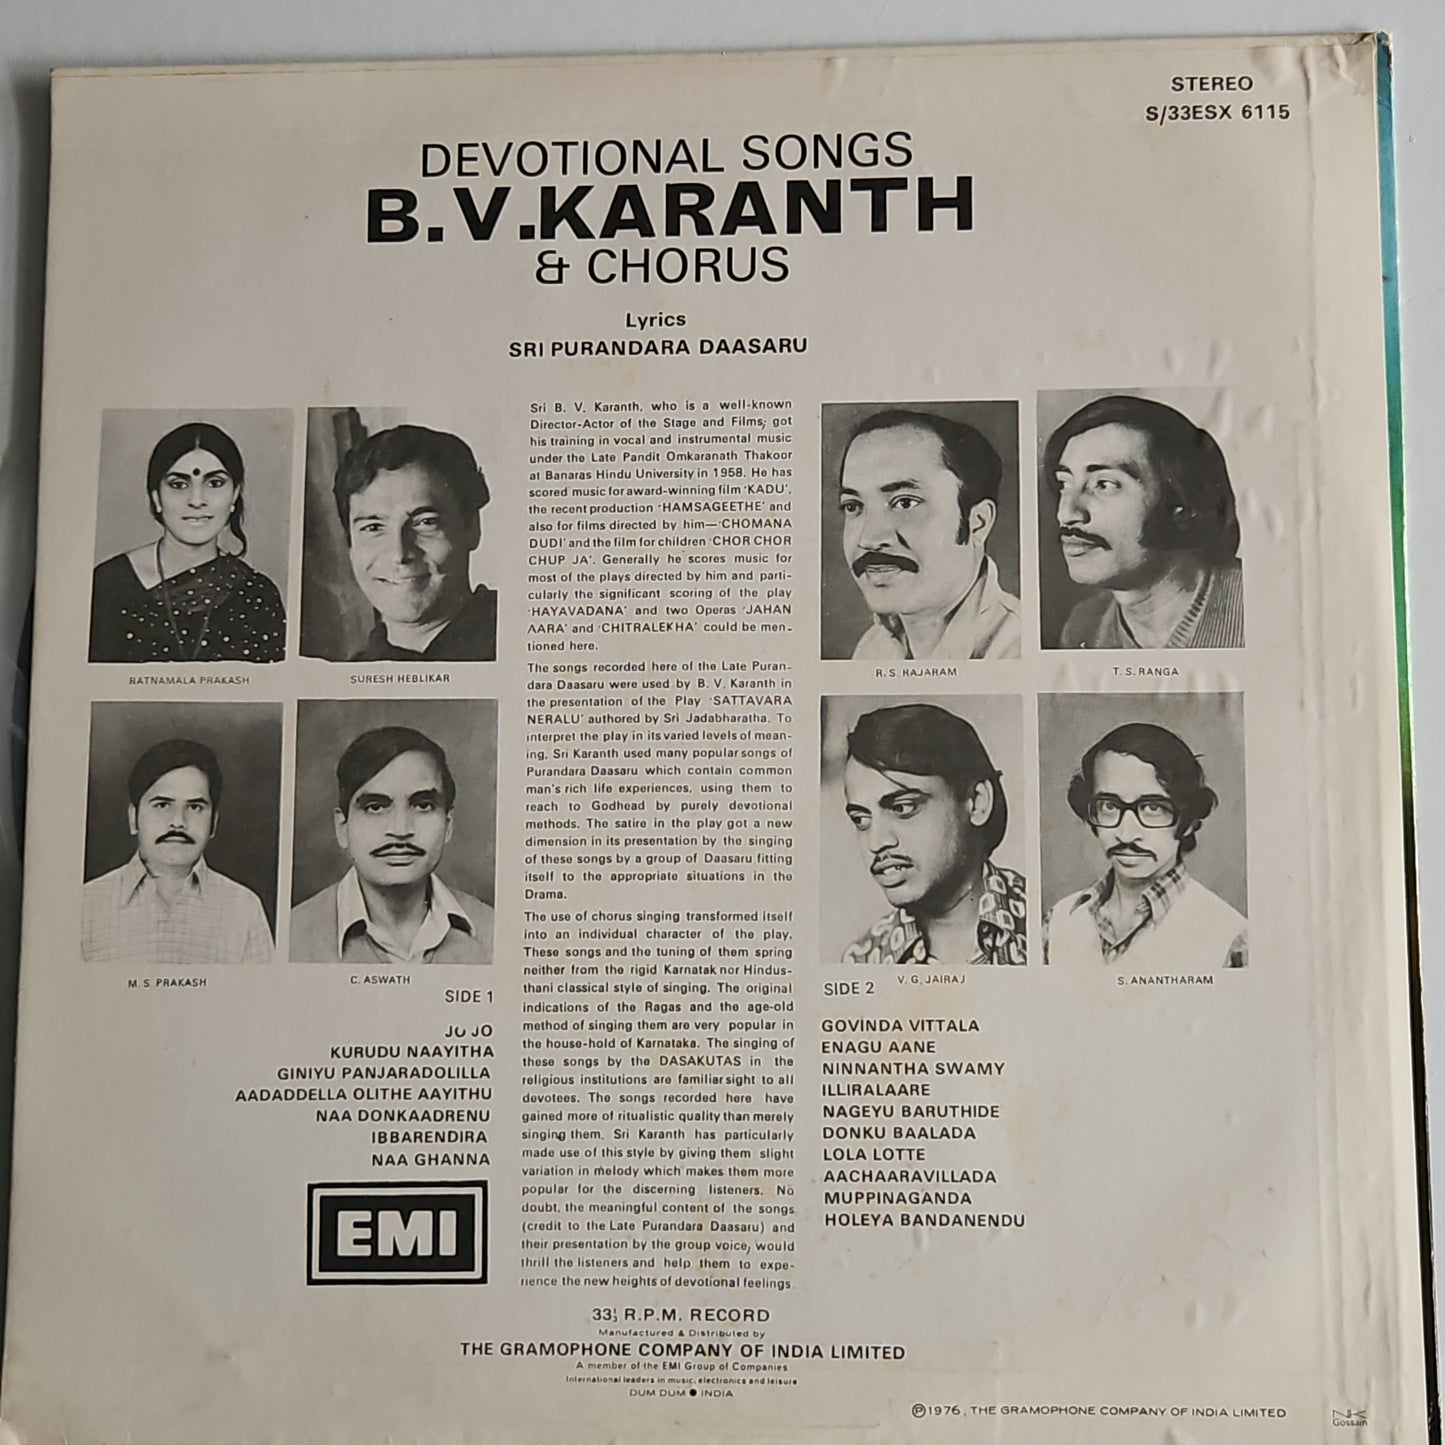 STEREO
S/33ESX 6115
DEVOTIONAL SONGS
B.V.KARANTH
& CHORUS
Lyrics
SRI PURANDARA DAASARU
RATNAMALA PRAKASH
SURESH HEBLIKAR
M. S. PRAKASH
C. ASWATH
Sri B. V. Karanth, who is a well-known
Director-Actor of the Stage and Films, got
his training in vocal and instrumental music
under the Late Pandit Omkaranath Thakoor
at Banaras Hindu University in 1958. He has
scored music for award-winning film 'KADU',
the recent production 'HAMSAGEETHE' and
also for films directed by him—'CHOMANA
DUDI' and the film for children 'CHOR CHOR
CHUP JA'. Generally he scores music for
most of the plays directed by him and parti-
cularly the significant scoring of the play
'HAYAVADANA' and two Operas 'JAHAN
AARA' and 'CHITRALEKHA' could be men-
tioned here.
The songs recorded here of the Late Puran-
dara Daasaru were used by B. V. Karanth in
the presentation of the Play 'SATTAVARA
NERALU' authored by Sri Jadabharatha. To
interpret the play in its varied levels of mean-
ing, Sri Karanth used many popular songs of
Purandara Daasaru which contain common
man's rich life experiences, using them to
reach to Godhead by purely devotional
methods. The satire in the play got a new
dimension in its presentation by the singing
of these songs by a group of Daasaru fitting
itself to the appropriate situations in the
Drama.
The use of chorus singing transformed itself
into an individual character of the play.
These songs and the tuning of them spring
neither from the rigid Karnatak nor Hindus-
thani classical style of singing. The original
indications of the Ragas and the age-old
method of singing them are very popular in
the house-hold of Karnataka. The singing of
these songs by the DASAKUTAS in the
religious institutions are familiar sight to all
devotees. The songs recorded here have
gained more of ritualistic quality than merely
singing them. Sri Karanth has particularly
made use of this style by giving them slight
variation in melody which makes them more
popular for the discerning listeners. No
doubt, the meaningful content of the songs
(credit to the Late Purandara Daasaru) and
their presentation by the group voice, would
thrill the listeners and help them to expe-
rience the new heights of devotional feelings.
R. S. RAJARAM
T. S. RANGA
V. G. JAIRAJ
S. ANANTHARAM
SIDE 1
JO JO
KURUDU NAAYITHA
GINIYU PANJARADOLILLA
AADADDELLA OLITHE AAYITHU
NAA DONKAADRENU
IBBARENDIRA
NAA GHANNA
SIDE 2
GOVINDA VITTALA
ENAGU AANE
NINNANTHA SWAMY
ILLIRALAARE
NAGEYU BARUTHIDE
DONKU BAALADA
LOLA LOTTE
AACHAARAVILLADA
MUPPINAGANDA
HOLEYA BANDANENDU
EMI
33⅓ R.P.M. RECORD
Manufactured & Distributed by
THE GRAMOPHONE COMPANY OF INDIA LIMITED
A member of the EMI Group of Companies
International leaders in music, electronics and leisure
DUM DUM ● INDIA
℗1976, THE GRAMOPHONE COMPANY OF INDIA LIMITED
NK
Gossain